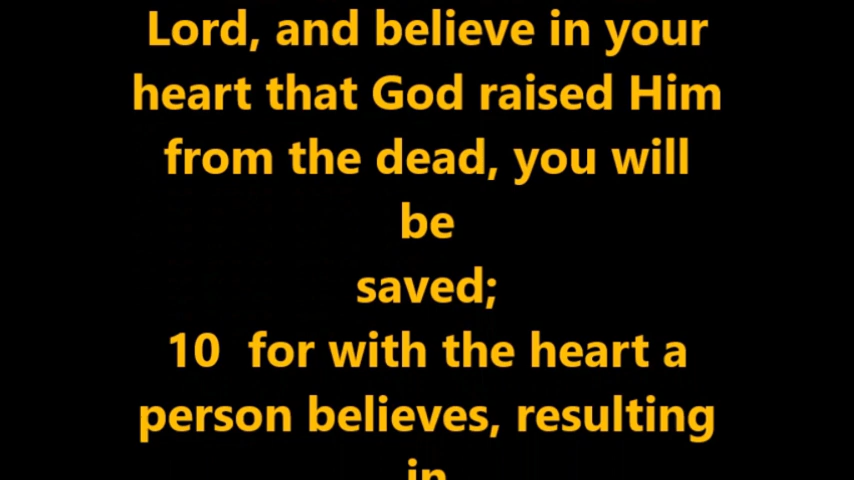 Lord, and believe in your
heart that God raised Him
from the dead, you will
be
saved;
10  for with the heart a
person believes, resulting
in